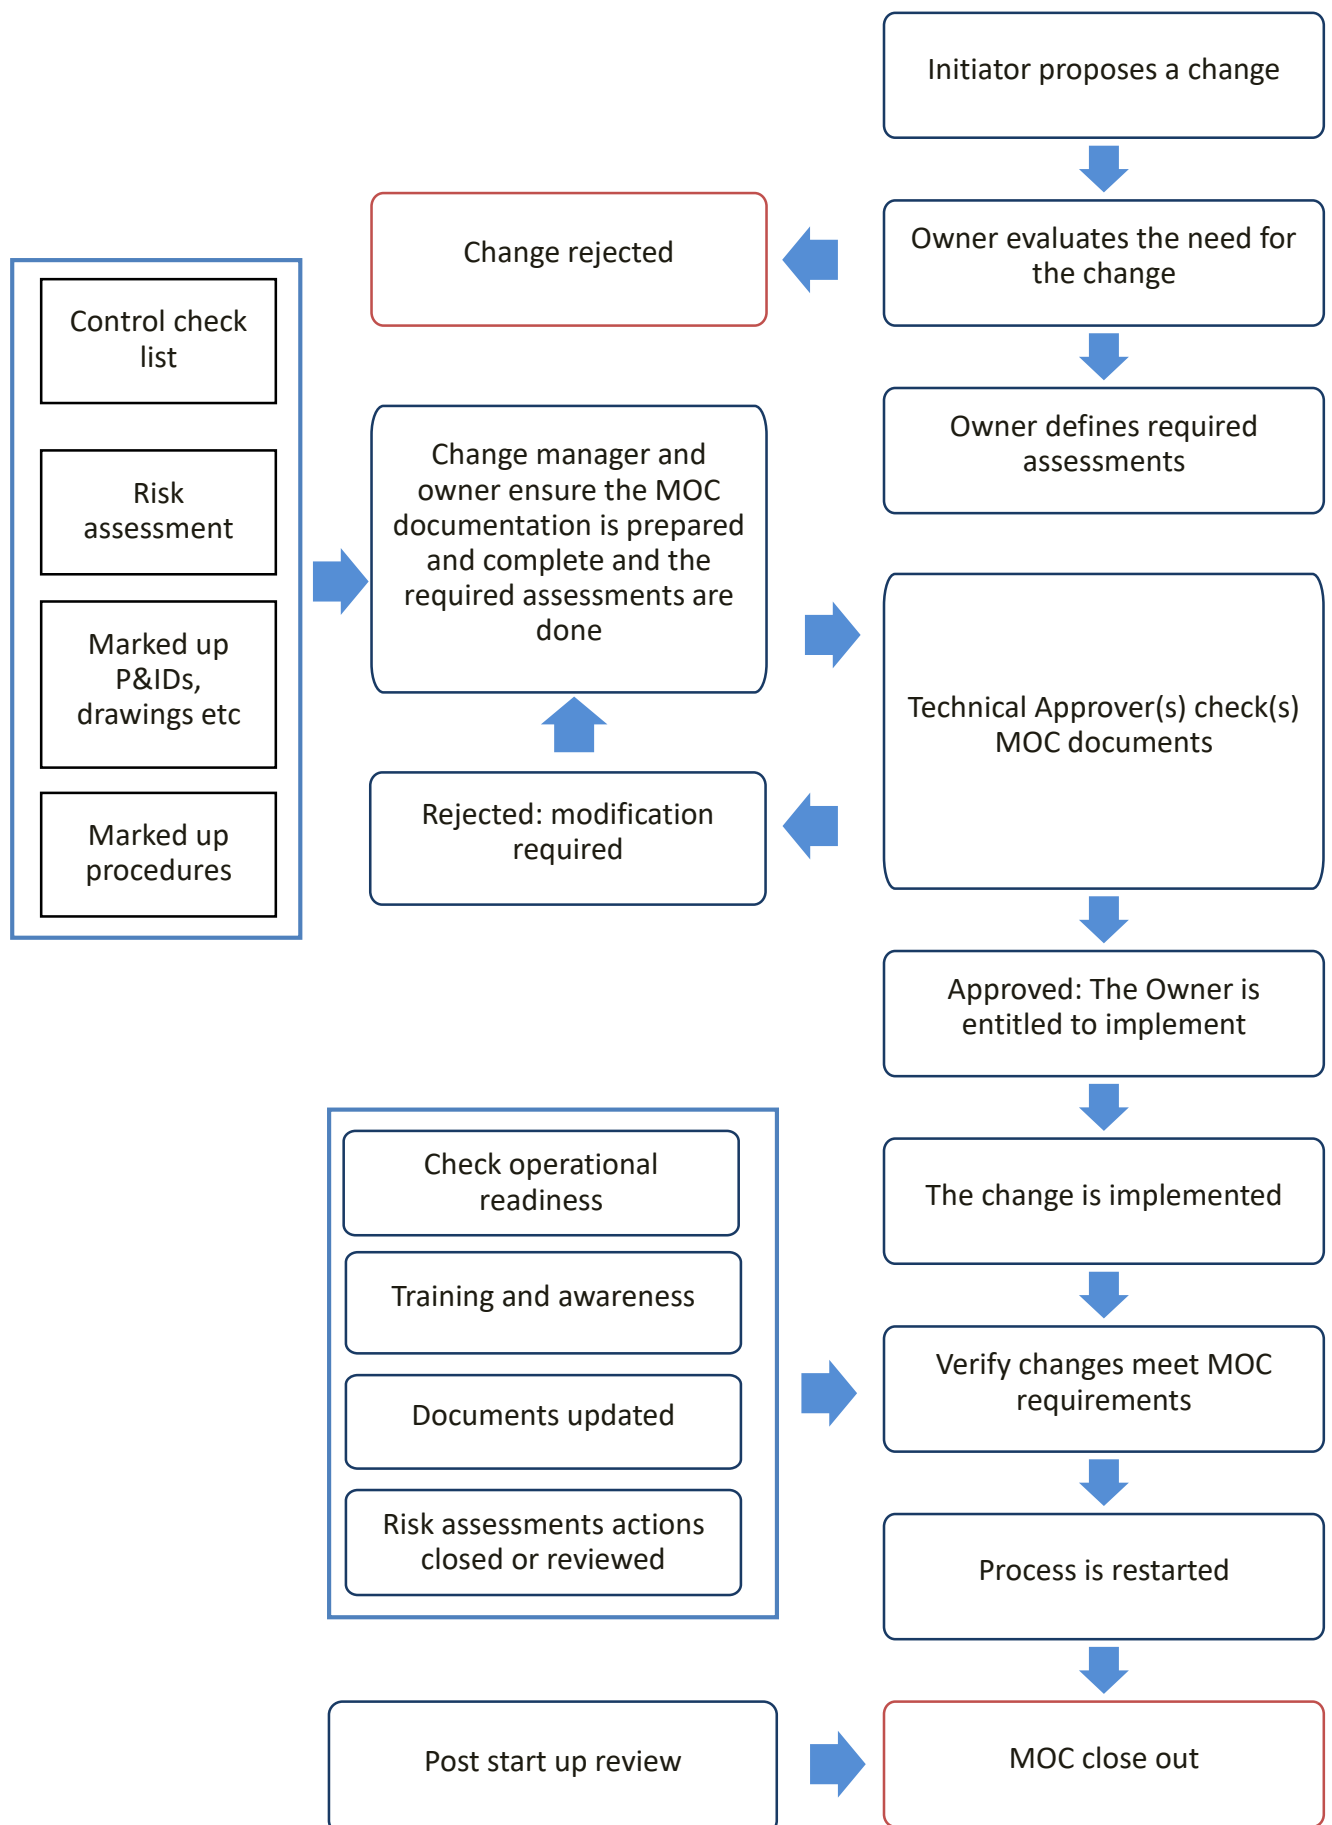 Initiator proposes a change
Owner evaluates the need for
the change
Change rejected
Owner defines required
assessments
Control check
list
Risk
assessment
Marked up
P&IDs,
drawings etc
Marked up
procedures
Change manager and
owner ensure the MOC
documentation is prepared
and complete and the
required assessments are
done
Technical Approver(s) check(s)
MOC documents
Rejected: modification
required
Approved: The Owner is
entitled to implement
The change is implemented
Check operational
readiness
Training and awareness
Documents updated
Risk assessments actions
closed or reviewed
Verify changes meet MOC
requirements
Process is restarted
Post start up review
MOC close out